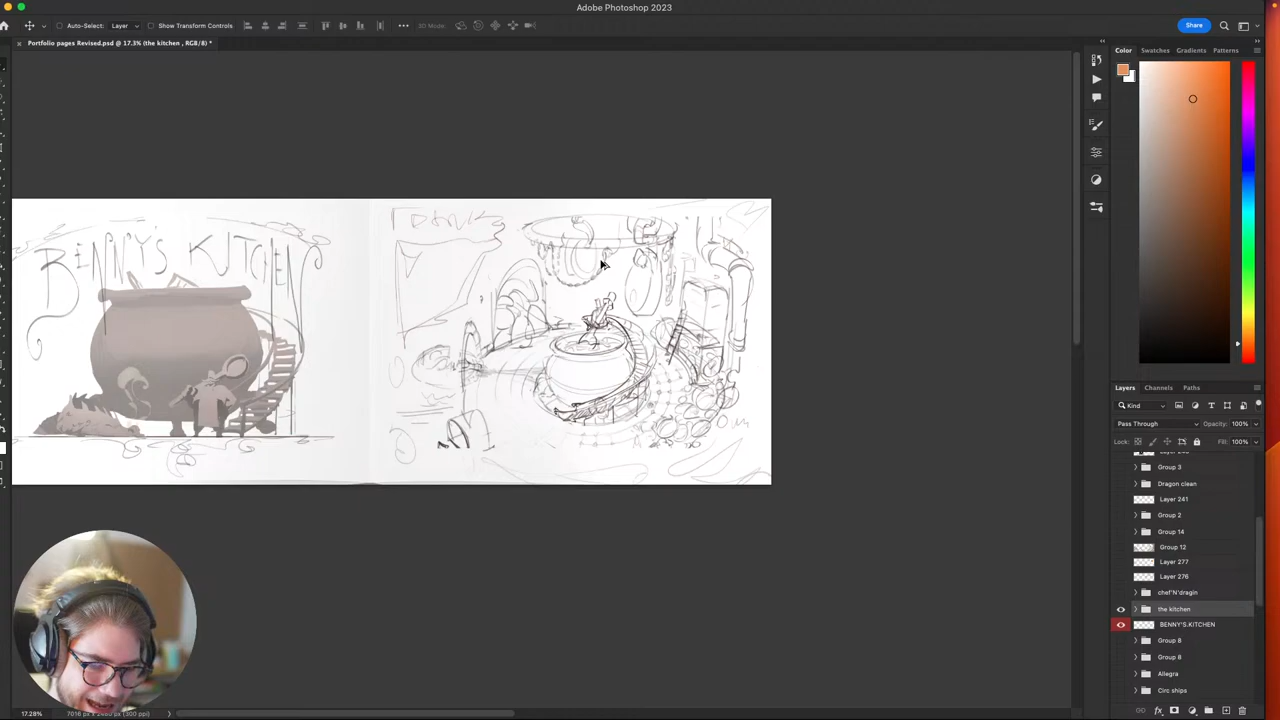 Adobe Photoshop 2023
Auto-Select: Layer Show Transform Controls ••• 3D Mode: Share
× Portfolio pages Revised.psd @ 17.3% (the kitchen , RGB/8) *
Color Swatches Gradients Patterns
BENNY'S KITCHEN
Layers Channels Paths
Kind
Pass Through Opacity: 100%
Lock: Fill: 100%
Group 3
Dragon clean
Layer 241
Group 2
Group 14
Group 12
Layer 277
Layer 276
chef'N'dragin
the kitchen
BENNY'S.KITCHEN
Group 8
Group 8
Allegra
Circ ships
17.28%